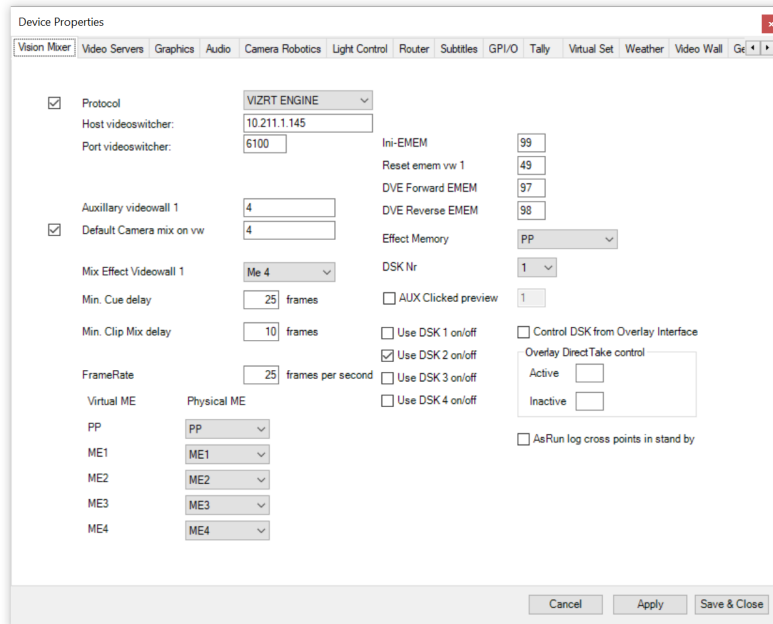 Device Properties
Vision Mixer Video Servers Graphics Audio Camera Robotics Light Control Router Subtitles GPI/O Tally Virtual Set Weather Video Wall Ge
Protocol VIZRT ENGINE
Host videoswitcher: 10.211.1.145
Port videoswitcher: 6100
Ini-EMEM 99
Reset emem vw 1 49
DVE Forward EMEM 97
Auxillary videowall 1 4
DVE Reverse EMEM 98
Default Camera mix on vw 4
Effect Memory PP
Mix Effect Videowall 1 Me 4
DSK Nr 1
Min. Cue delay 25 frames
AUX Clicked preview 1
Min. Clip Mix delay 10 frames
Use DSK 1 on/off
Control DSK from Overlay Interface
Use DSK 2 on/off
Overlay DirectTake control
FrameRate 25 frames per second
Use DSK 3 on/off
Active
Virtual ME Physical ME
Use DSK 4 on/off
Inactive
PP PP
AsRun log cross points in stand by
ME1 ME1
ME2 ME2
ME3 ME3
ME4 ME4
Cancel Apply Save & Close